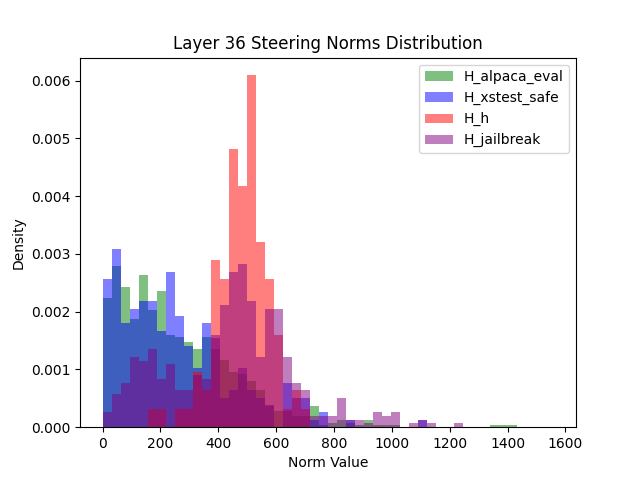 Layer 36 Steering Norms Distribution
H_alpaca_eval
H_xstest_safe
H_h
H_jailbreak
0.006
0.005
0.004
0.003
0.002
0.001
0.000
Density
0 200 400 600 800 1000 1200 1400 1600
Norm Value